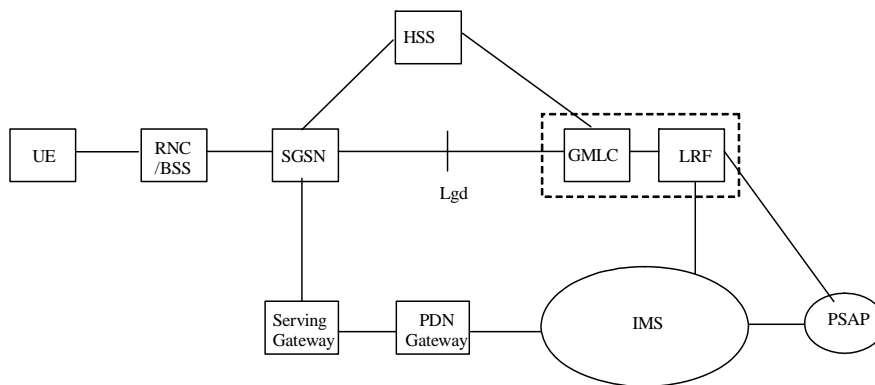 HSS
UE
RNC
/BSS
SGSN
Lgd
GMLC
LRF
Serving
Gateway
PDN
Gateway
IMS
PSAP